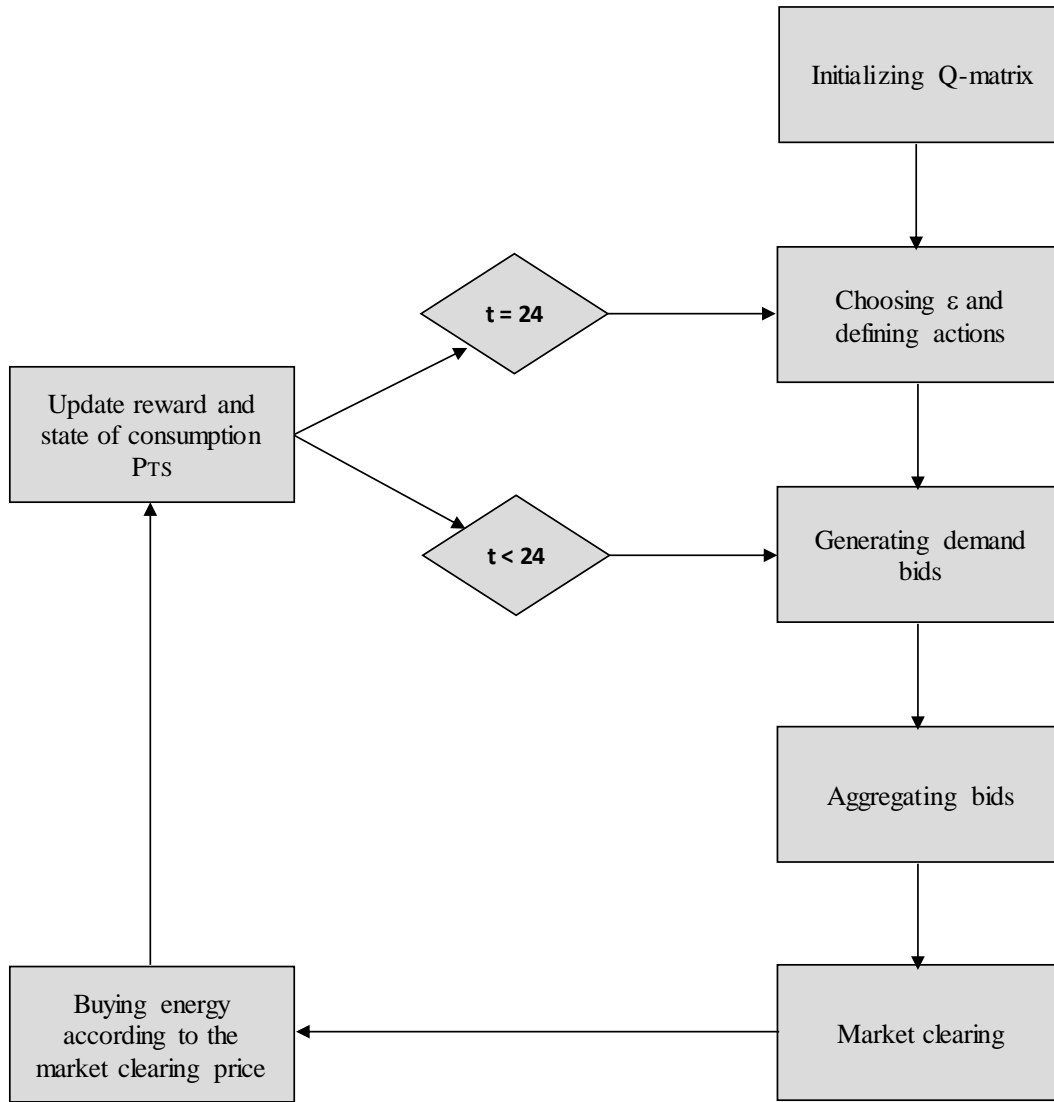 Initializing Q-matrix
Choosing ε and
defining actions
t = 24
Update reward and
state of consumption
PTS
t < 24
Generating demand
bids
Aggregating bids
Market clearing
Buying energy
according to the
market clearing price